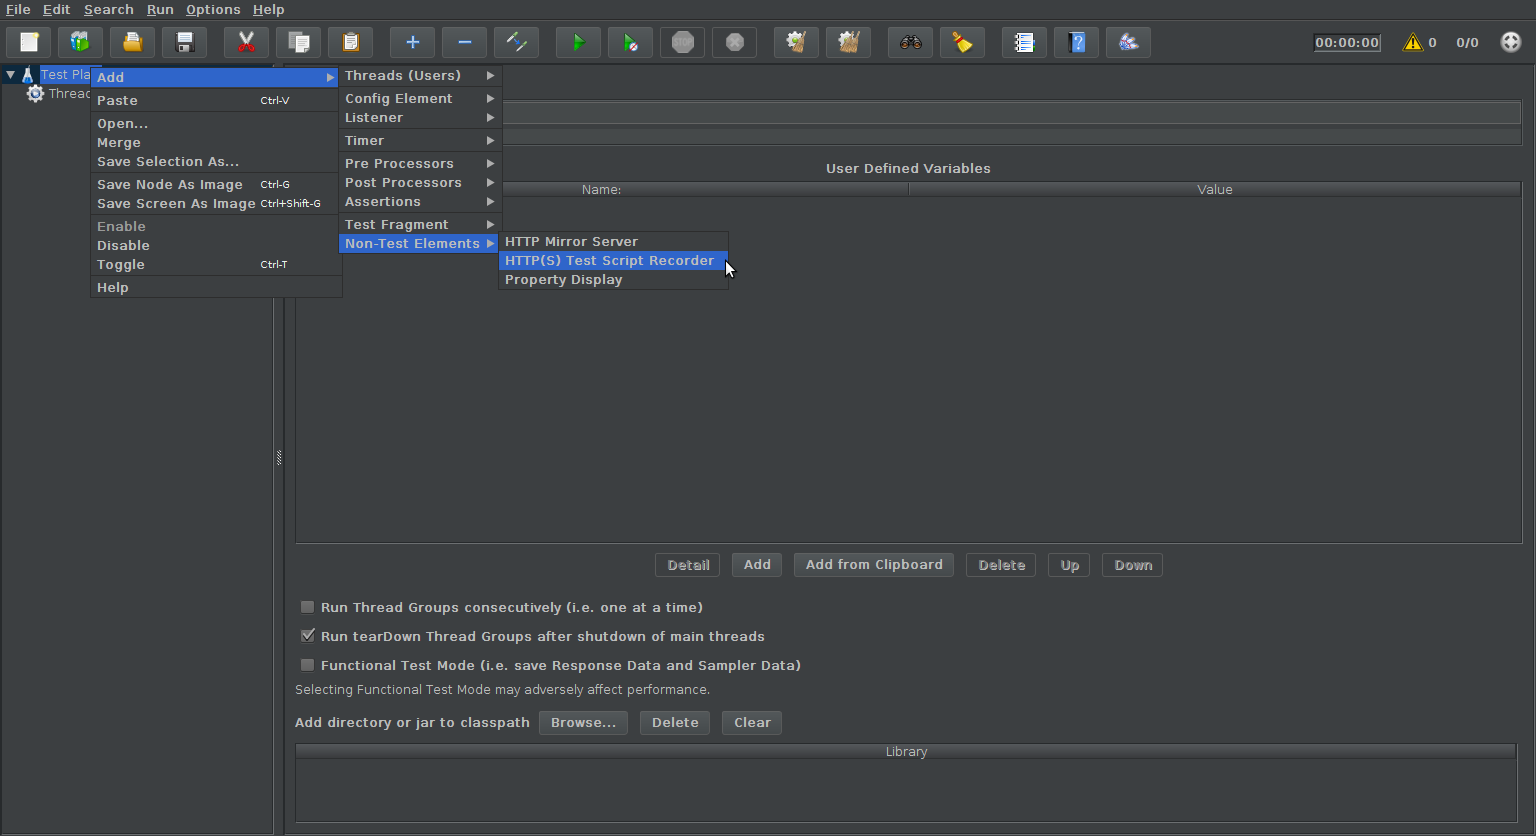 File Edit Search Run Options Help
STOP
00:00:00 0 0/0
Test Pla
Threac
Add
Paste Ctrl-V
Open...
Merge
Save Selection As...
Save Node As Image Ctrl-G
Save Screen As Image Ctrl+Shift-G
Enable
Disable
Toggle Ctrl-T
Help
Threads (Users)
Config Element
Listener
Timer
Pre Processors
Post Processors
Assertions
Test Fragment
Non-Test Elements
HTTP Mirror Server
HTTP(S) Test Script Recorder
Property Display
User Defined Variables
Name: Value
Detail Add Add from Clipboard Delete Up Down
Run Thread Groups consecutively (i.e. one at a time)
Run tearDown Thread Groups after shutdown of main threads
Functional Test Mode (i.e. save Response Data and Sampler Data)
Selecting Functional Test Mode may adversely affect performance.
Add directory or jar to classpath Browse... Delete Clear
Library